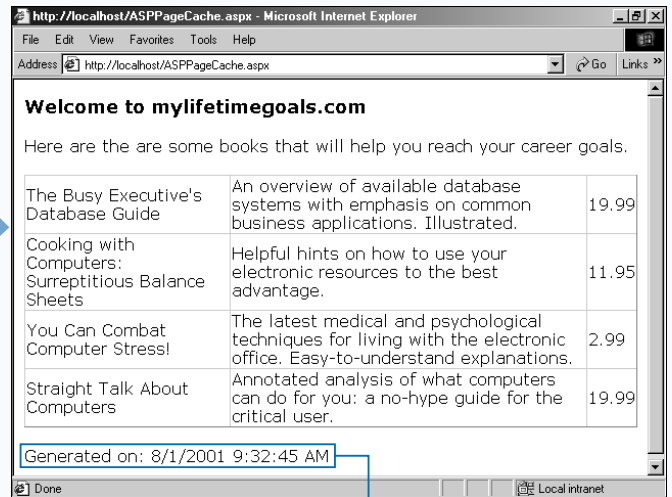 http://localhost/ASPPageCache.aspx - Microsoft Internet Explorer
File Edit View Favorites Tools Help
Address http://localhost/ASPPageCache.aspx Go Links »
Welcome to mylifetimegoals.com
Here are the are some books that will help you reach your career goals.
The Busy Executive's
Database Guide
An overview of available database
systems with emphasis on common
business applications. Illustrated.
19.99
Cooking with
Computers:
Surreptitious Balance
Sheets
Helpful hints on how to use your
electronic resources to the best
advantage.
11.95
You Can Combat
Computer Stress!
The latest medical and psychological
techniques for living with the electronic
office. Easy-to-understand explanations.
2.99
Straight Talk About
Computers
Annotated analysis of what computers
can do for you: a no-hype guide for the
critical user.
19.99
Generated on: 8/1/2001 9:32:45 AM
Done Local intranet